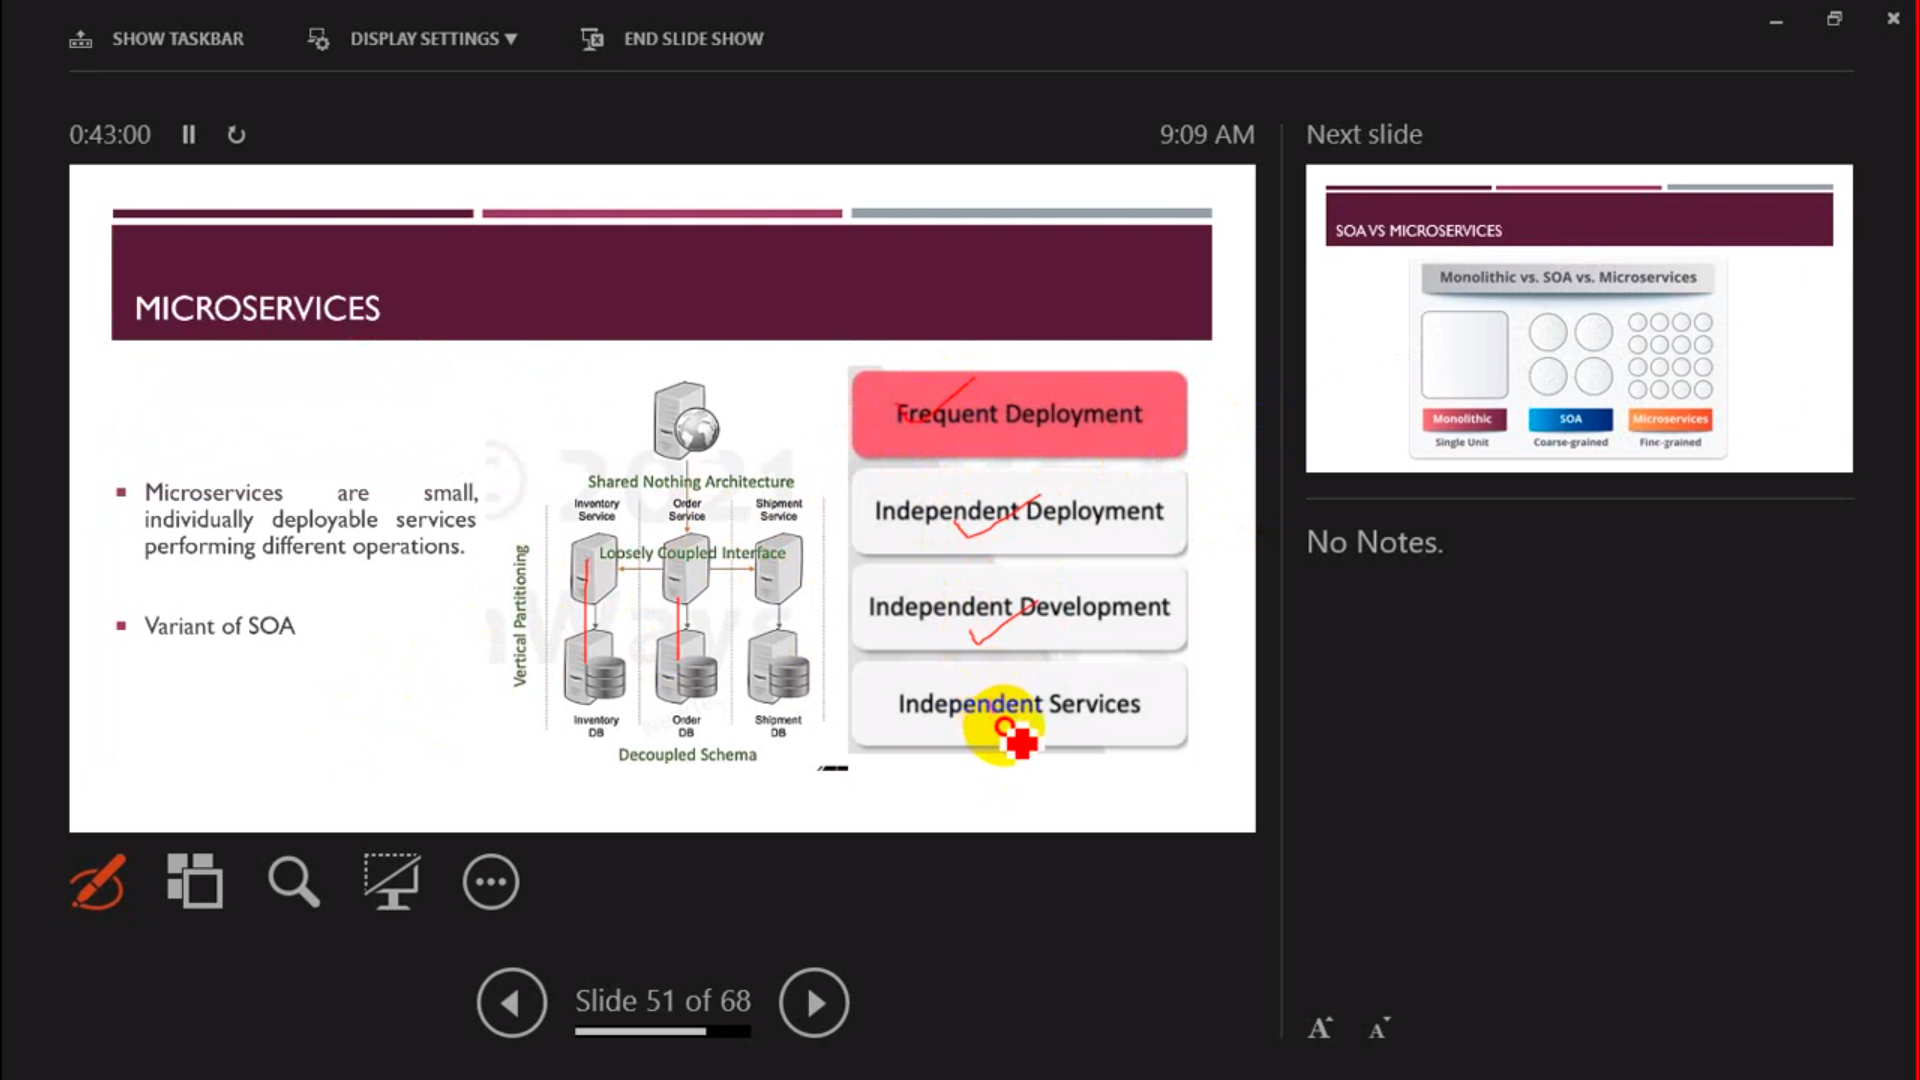 SHOW TASKBAR
DISPLAY SETTINGS ▼
END SLIDE SHOW
0:43:00
9:09 AM
Next slide
MICROSERVICES
▪ Microservices are small,
individually deployable services
performing different operations.
▪ Variant of SOA
Shared Nothing Architecture
Inventory
Service
Order
Service
Shipment
Service
Loosely Coupled Interface
Vertical Partitioning
Inventory
DB
Order
DB
Shipment
DB
Decoupled Schema
© 2021
Frequent Deployment
Independent Deployment
Independent Development
Independent Services
SOA VS MICROSERVICES
Monolithic vs. SOA vs. Microservices
Monolithic
SOA
Microservices
Single Unit
Coarse-grained
Finc-grained
No Notes.
Slide 51 of 68
A
A